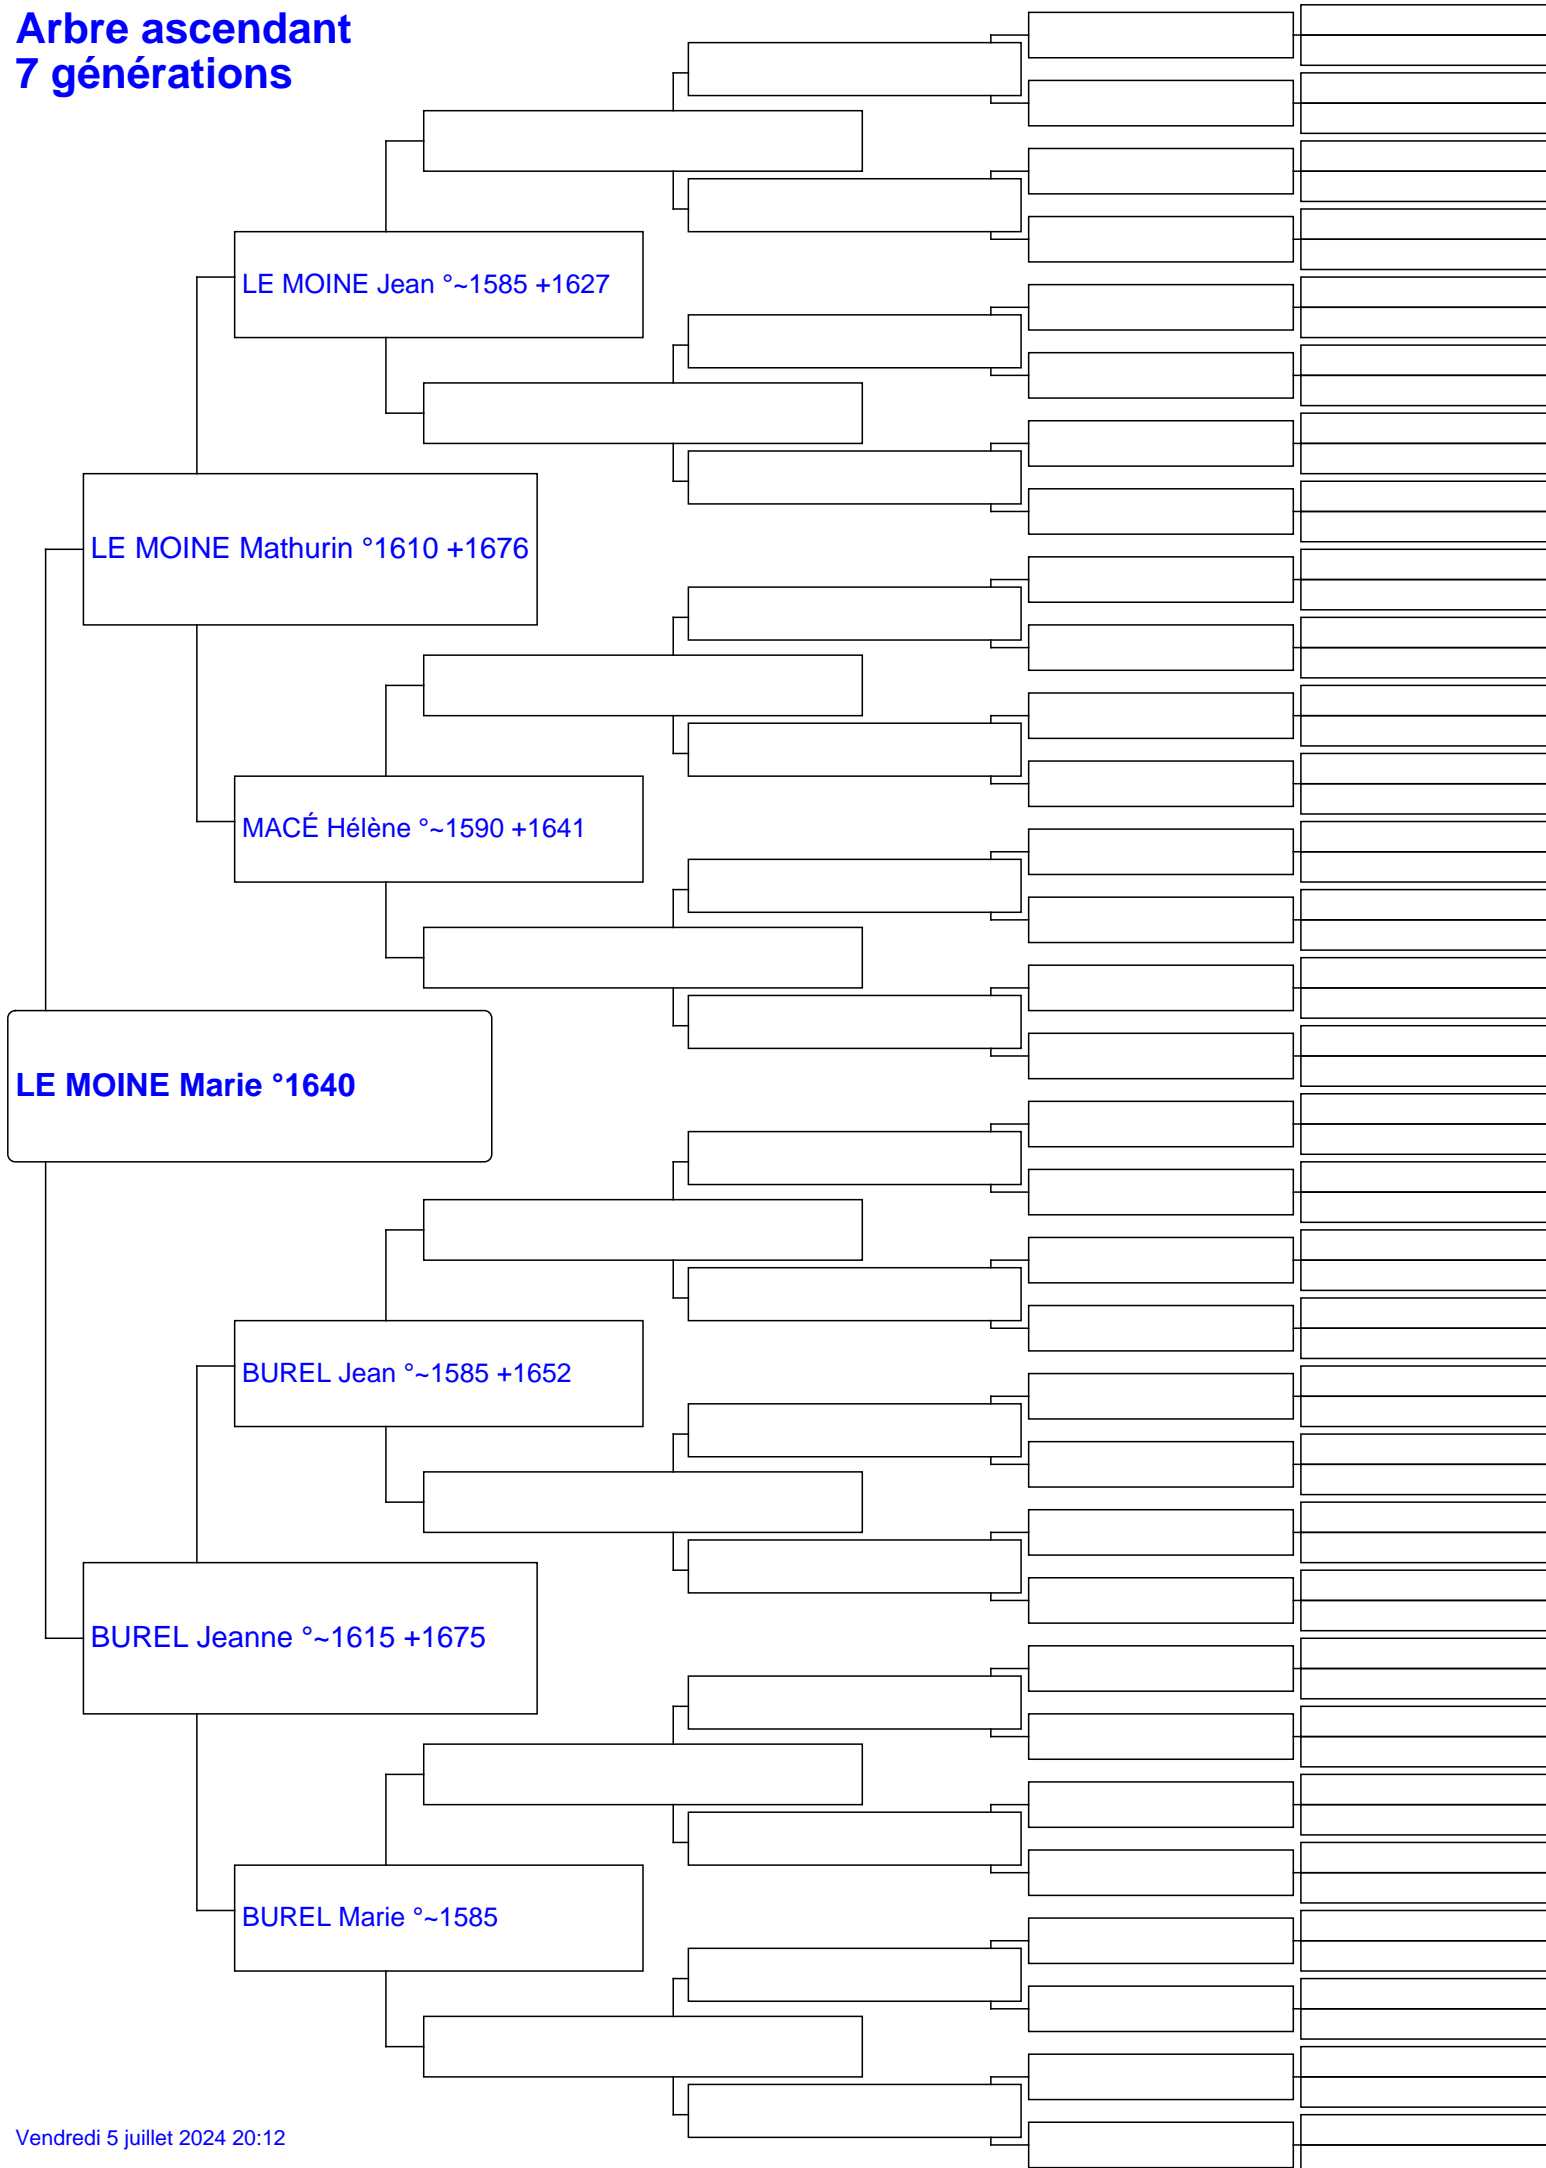 Arbre ascendant
7 générations
LE MOINE Jean °~1585 +1627
LE MOINE Mathurin °1610 +1676
MACÉ Hélène °~1590 +1641
LE MOINE Marie °1640
BUREL Jean °~1585 +1652
BUREL Jeanne °~1615 +1675
BUREL Marie °~1585
Vendredi 5 juillet 2024 20:12